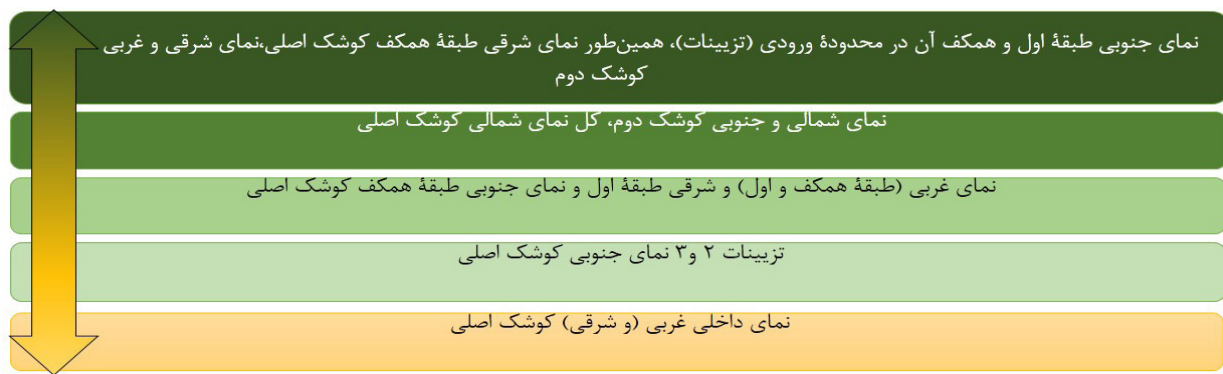 نمای جنوبی طبقهٔ اول و همکف آن در محدودهٔ ورودی (تزیینات)، همین‌طور نمای شرقی طبقهٔ همکف کوشک اصلی،نمای شرقی و غربی
کوشک دوم
نمای شمالی و جنوبی کوشک دوم، کل نمای شمالی کوشک اصلی
نمای غربی (طبقهٔ همکف و اول) و شرقی طبقهٔ اول و نمای جنوبی طبقهٔ همکف کوشک اصلی
تزیینات ۲ و۳ نمای جنوبی کوشک اصلی
نمای داخلی غربی (و شرقی) کوشک اصلی